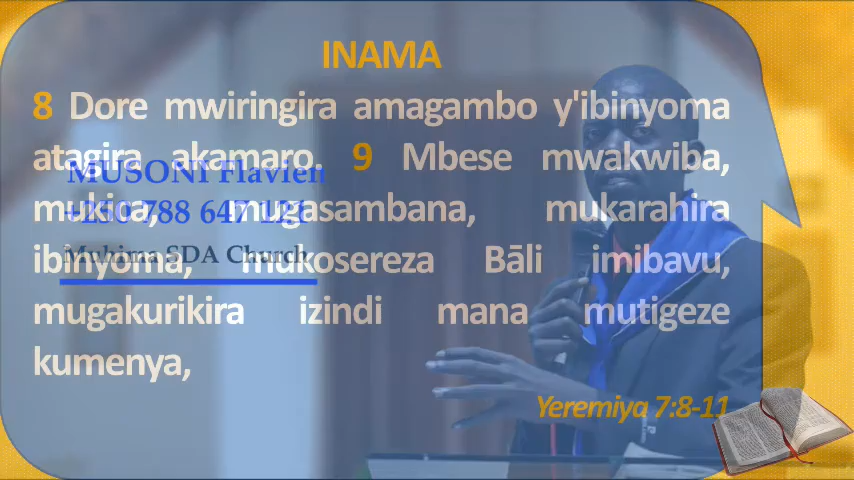 INAMA
8 Dore mwiringira amagambo y'ibinyoma
atagira akamaro. 9 Mbese mwakwiba,
MUSONI Flavien
mukica, mugasambana, mukarahira
+250 788 647 121
ibinyoma, mukosereza Bāli imibavu,
Muhima SDA Church
mugakurikira izindi mana mutigeze
kumenya,
Yeremiya 7:8-11